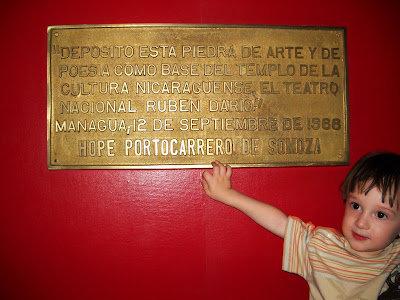 "DEPOSITO ESTA PIEDRA DE ARTE Y DE
POESIA COMO BASE DEL TEMPLO DE LA
CULTURA NICARAGUENSE, EL TEATRO
NACIONAL RUBEN DARIO."
MANAGUA, 12 DE SEPTIEMBRE DE 1966
HOPE PORTOCARRERO DE SOMOZA